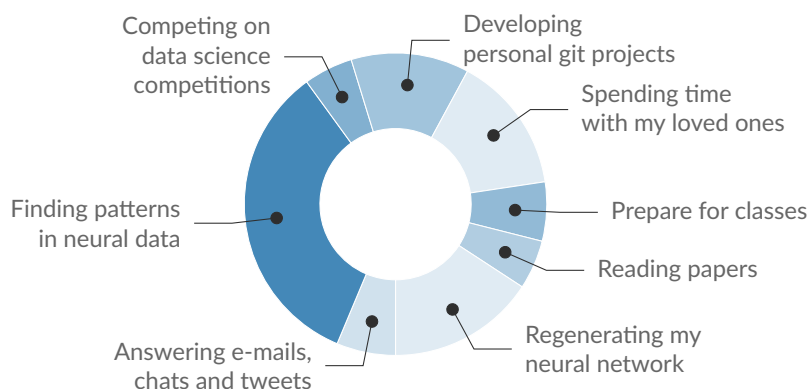 Competing on
data science
competitions
Developing
personal git projects
Spending time
with my loved ones
Finding patterns
in neural data
Prepare for classes
Reading papers
Regenerating my
neural network
Answering e-mails,
chats and tweets